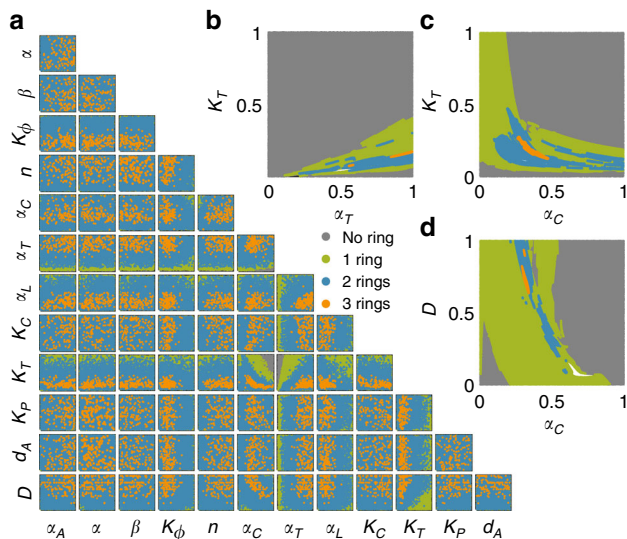 a
b
c
α
β
K_ϕ
n
α_C
α_T
α_L
K_C
K_T
K_P
d_A
D
α_A α β K_ϕ n α_C α_T α_L K_C K_T K_P d_A
1
K_T
0.5
0
0 0.5 1
α_T
No ring
1 ring
2 rings
3 rings
1
K_T
0.5
0
0 0.5 1
α_C
d
1
D
0.5
0
0 0.5 1
α_C